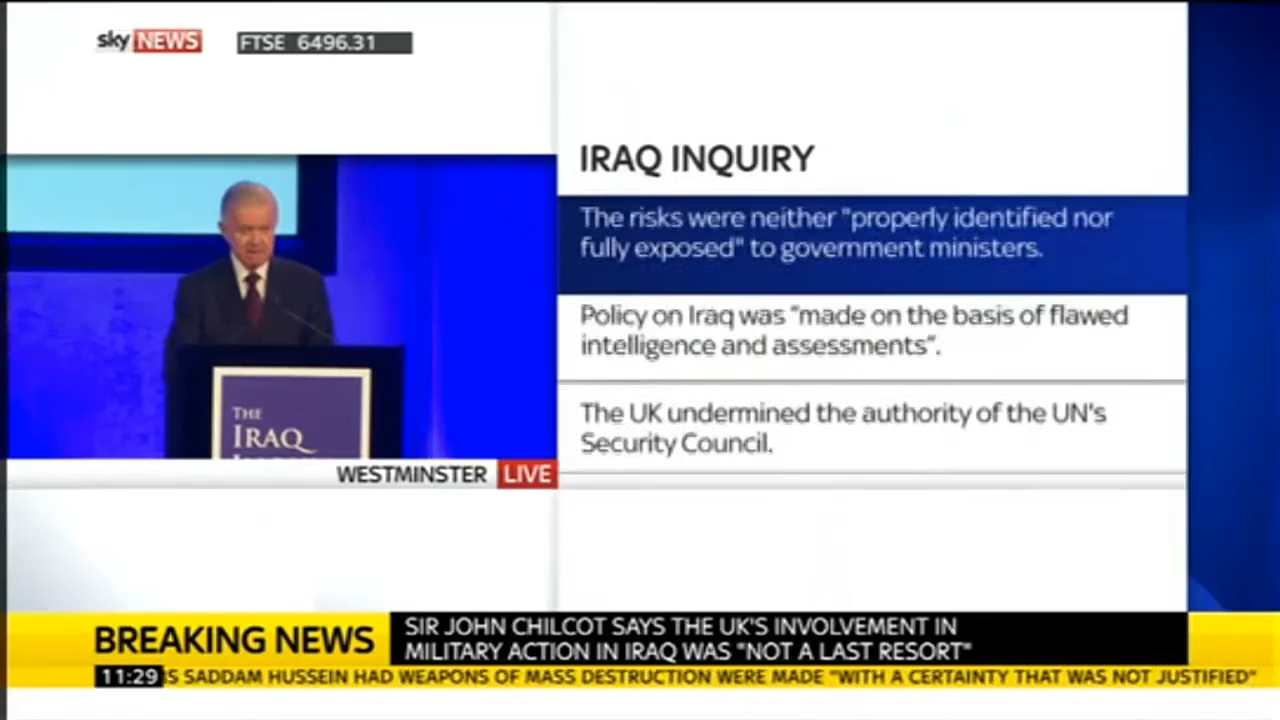 sky NEWS
FTSE 6496.31
IRAQ INQUIRY
The risks were neither "properly identified nor
fully exposed" to government ministers.
Policy on Iraq was "made on the basis of flawed
intelligence and assessments".
The UK undermined the authority of the UN's
Security Council.
THE
IRAQ
WESTMINSTER LIVE
BREAKING NEWS
SIR JOHN CHILCOT SAYS THE UK'S INVOLVEMENT IN
MILITARY ACTION IN IRAQ WAS "NOT A LAST RESORT"
11:29 SADDAM HUSSEIN HAD WEAPONS OF MASS DESTRUCTION WERE MADE "WITH A CERTAINTY THAT WAS NOT JUSTIFIED"